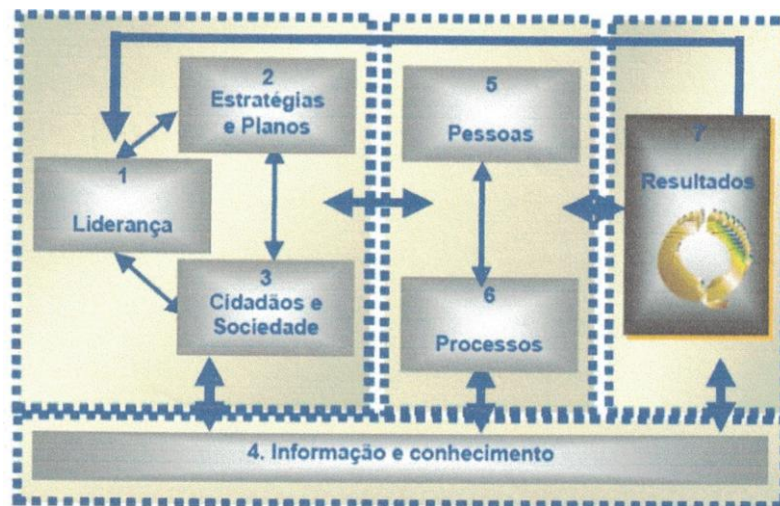 1
Liderança
2
Estratégias
e Planos
3
Cidadãos e
Sociedade
5
Pessoas
6
Processos
7
Resultados
4. Informação e conhecimento